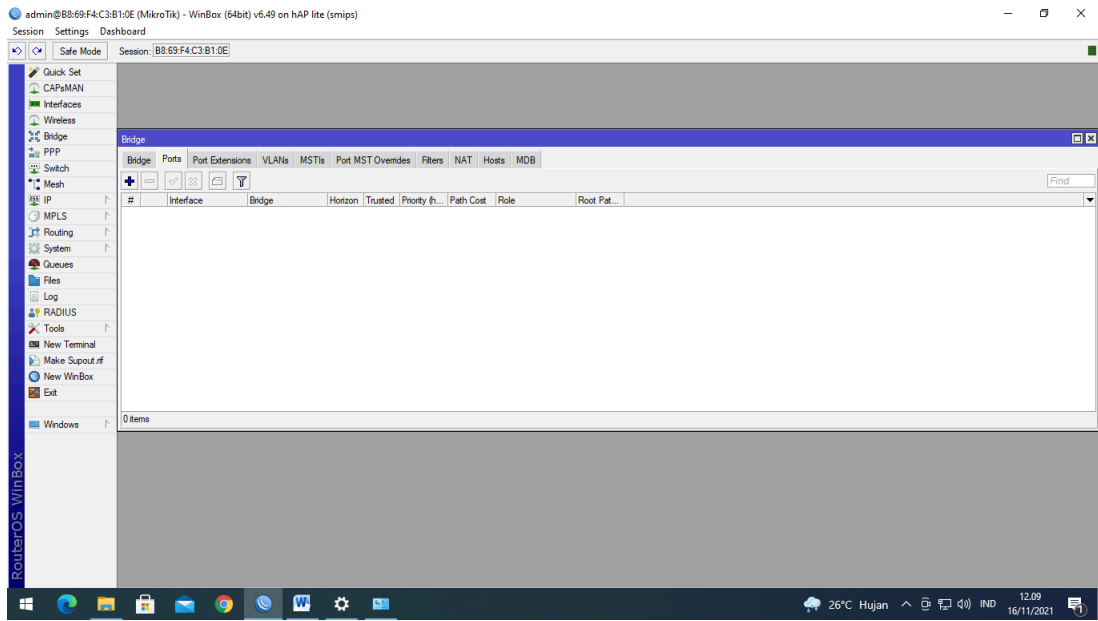 admin@B8:69:F4:C3:B1:0E (MikroTik) - WinBox (64bit) v6.49 on hAP lite (smips)
Session Settings Dashboard
Safe Mode Session: B8:69:F4:C3:B1:0E
Quick Set
CAPsMAN
Interfaces
Wireless
Bridge
PPP
Switch
Mesh
IP
MPLS
Routing
System
Queues
Files
Log
RADIUS
Tools
New Terminal
Make Supout.rif
New WinBox
Exit
Windows
RouterOS WinBox
Bridge
Bridge Ports Port Extensions VLANs MSTIs Port MST Overrides Filters NAT Hosts MDB
Find
# Interface Bridge Horizon Trusted Priority (h... Path Cost Role Root Pat...
0 items
26°C Hujan IND 12.09
16/11/2021